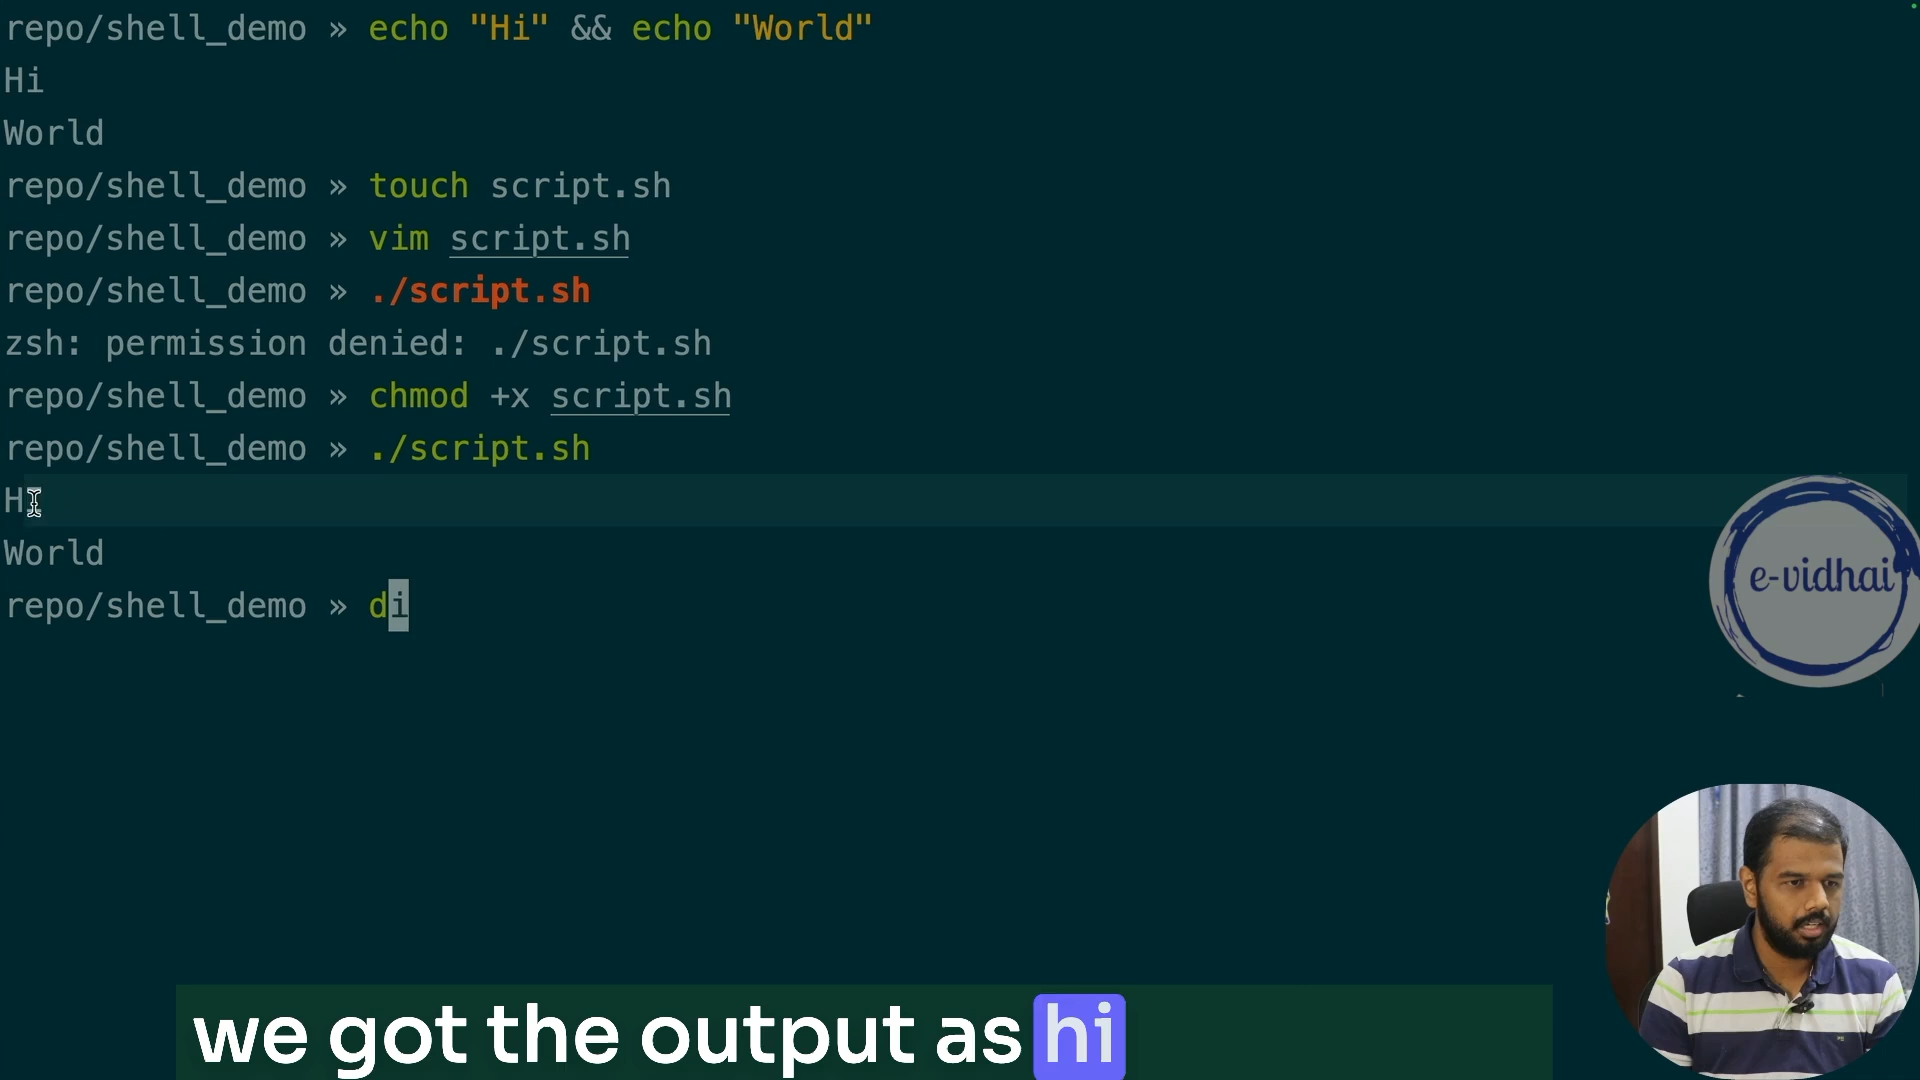 repo/shell_demo » echo "Hi" && echo "World"
Hi
World
repo/shell_demo » touch script.sh
repo/shell_demo » vim script.sh
repo/shell_demo » ./script.sh
zsh: permission denied: ./script.sh
repo/shell_demo » chmod +x script.sh
repo/shell_demo » ./script.sh
H
World
repo/shell_demo » di
e-vidhai
we got the output as hi